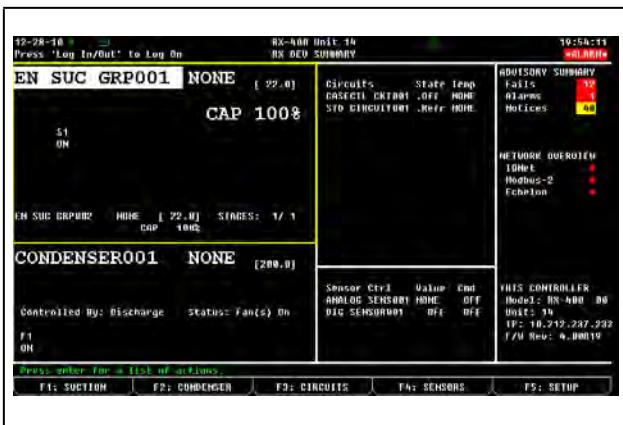 12-28-10
RX-400 Unit 14
19:54:11
Press 'Log In/Out' to Log On
RX DEV SUMMARY
*ALARM*
EN SUC GRP001 NONE [ 22.0]
CAP 100%
S1
ON
EN SUC GRP002 NONE [ 22.0] STAGES: 1/ 1
CAP 100%
CONDENSER001 NONE [200.0]
Controlled By: Discharge Status: Fan(s) On
F1
ON
Circuits State Temp
CASECTL CKT001 .OFF NONE
STD CIRCUIT001 .Refr NONE
Sensor Ctrl Value Cmd
ANALOG SENS001 NONE OFF
DIG SENSOR001 OFF OFF
ADVISORY SUMMARY
Fails 12
Alarms 1
Notices 40
NETWORK OVERVIEW
IONet
Modbus-2
Echelon
THIS CONTROLLER
Model: RX-400 00
Unit: 14
IP: 10.212.237.232
F/W Rev: 4.00B19
Press enter for a list of actions.
F1: SUCTION F2: CONDENSER F3: CIRCUITS F4: SENSORS F5: SETUP